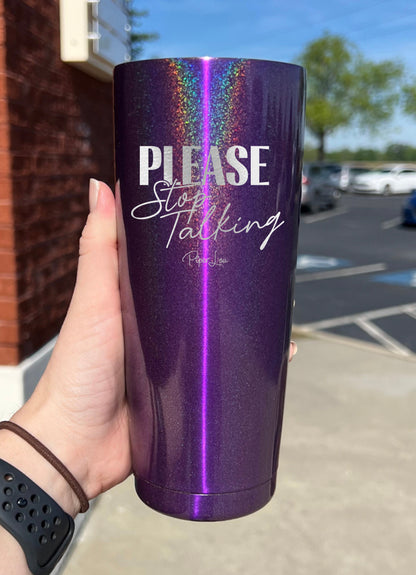 PLEASE
Stop
Talking
Piper Lou